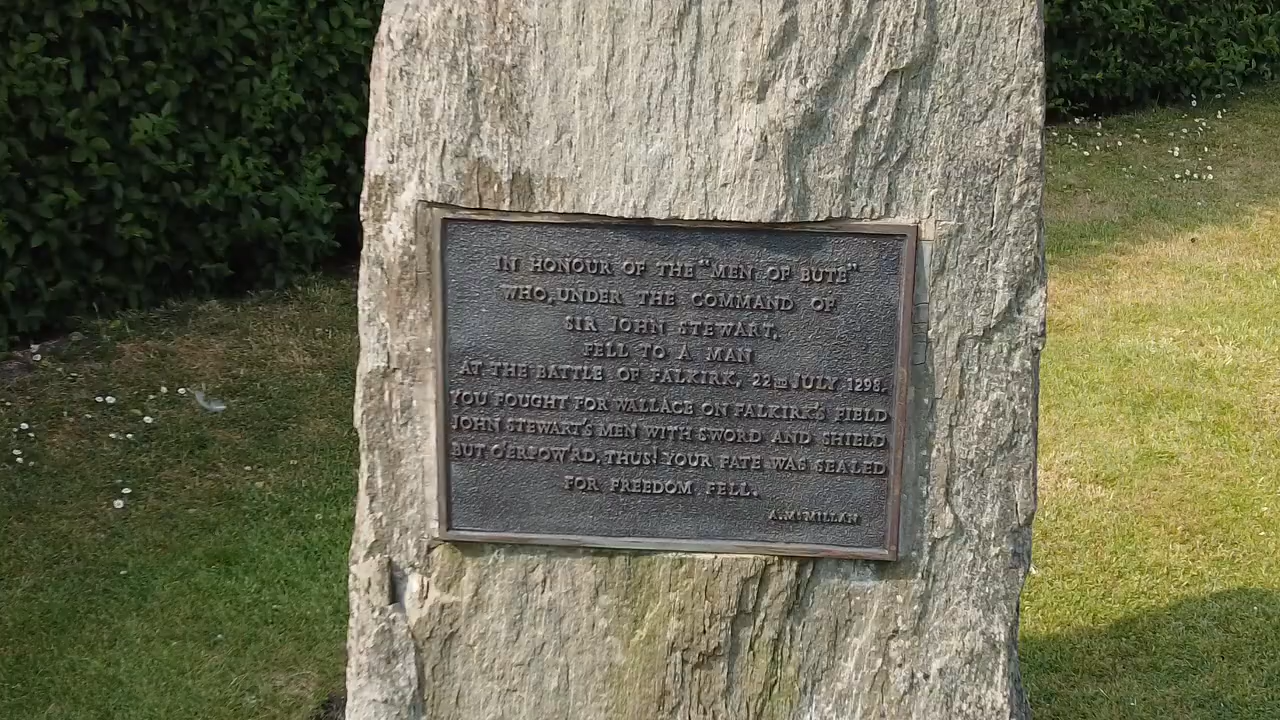 IN HONOUR OF THE "MEN OF BUTE"
WHO, UNDER THE COMMAND OF
SIR JOHN STEWART,
FELL TO A MAN
AT THE BATTLE OF FALKIRK, 22ND JULY 1298.
YOU FOUGHT FOR WALLACE ON FALKIRK'S FIELD
JOHN STEWART'S MEN WITH SWORD AND SHIELD
BUT O'ERPOW'RD, THUS YOUR FATE WAS SEALED
FOR FREEDOM FELL.
A. McMILLAN